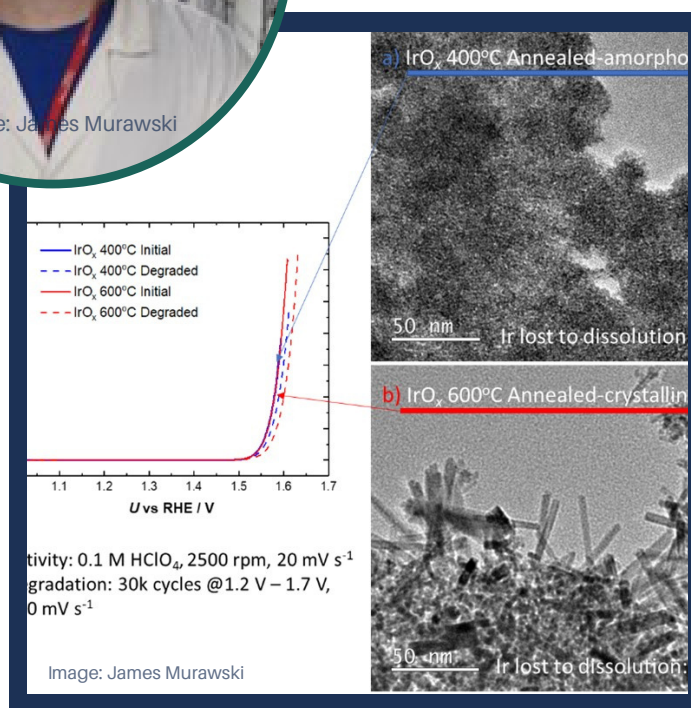 e: James Murawski
a) IrOₓ 400°C Annealed-amorpho
50 nm
Ir lost to dissolution
IrOₓ 400°C Initial
IrOₓ 400°C Degraded
IrOₓ 600°C Initial
IrOₓ 600°C Degraded
1.1 1.2 1.3 1.4 1.5 1.6 1.7
U vs RHE / V
b) IrOₓ 600°C Annealed-crystallin
50 nm
Ir lost to dissolution:
tivity: 0.1 M HClO₄, 2500 rpm, 20 mV s⁻¹
gradation: 30k cycles @1.2 V – 1.7 V,
0 mV s⁻¹
Image: James Murawski